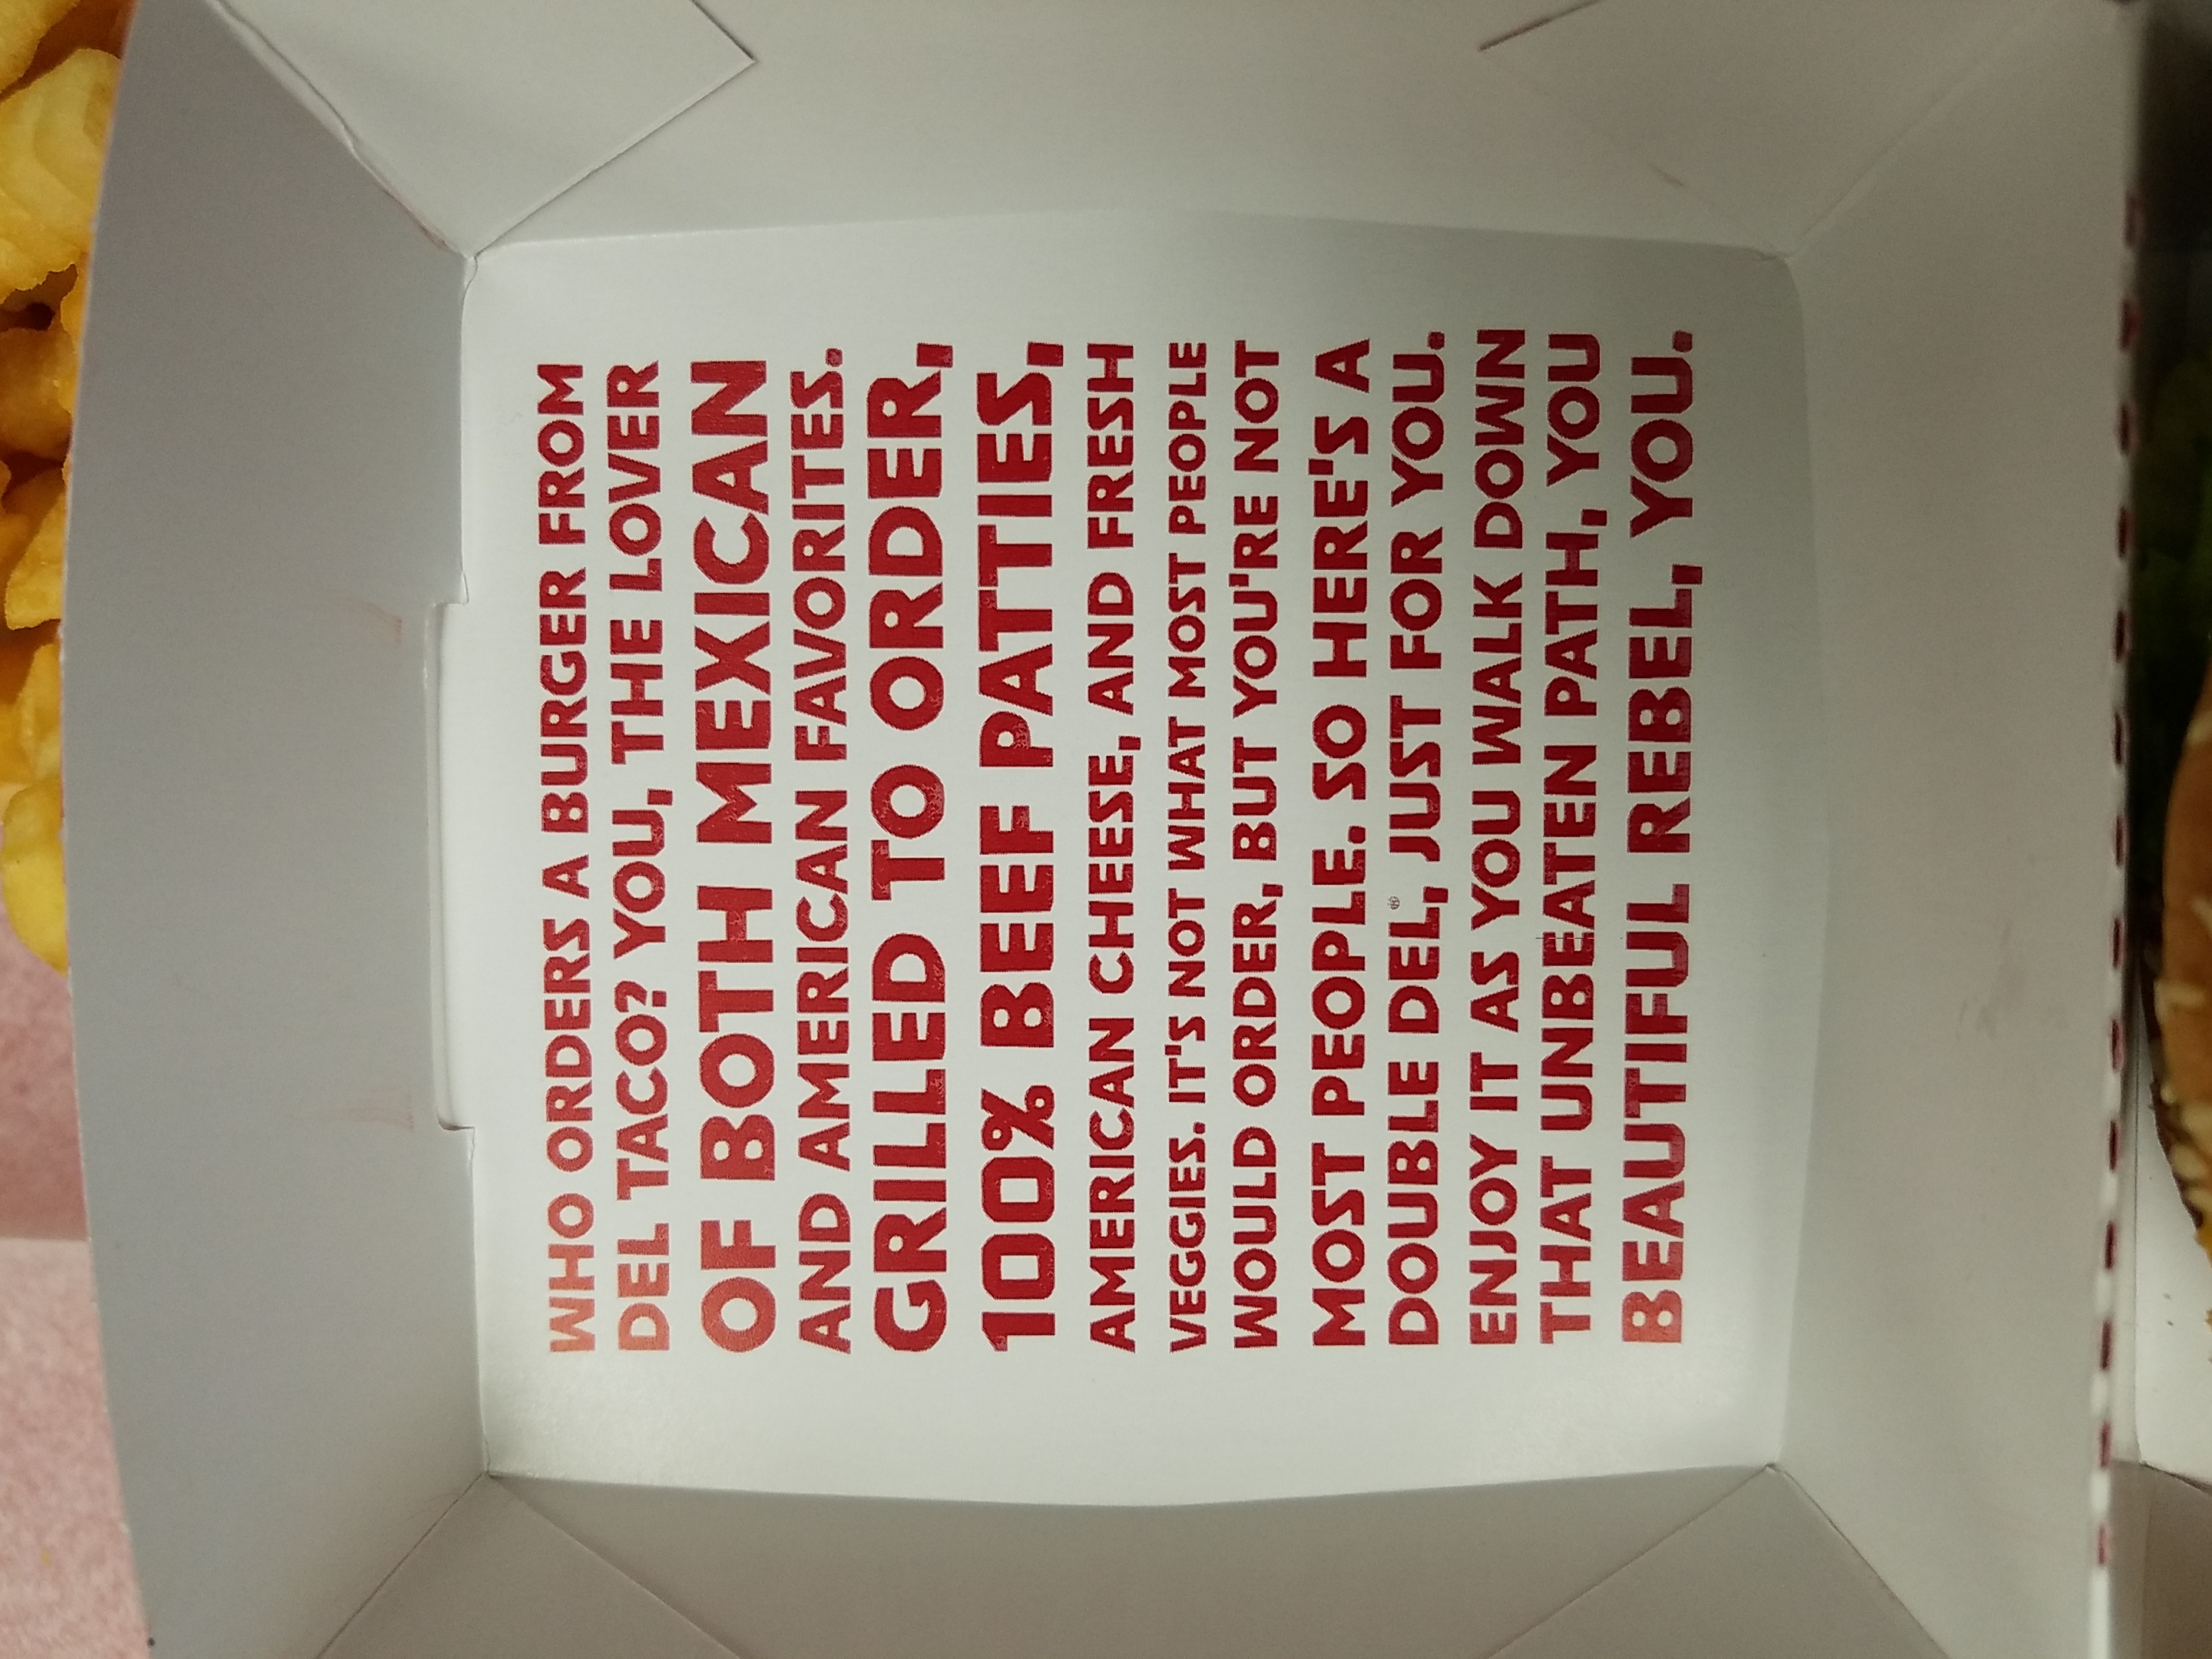 WHO ORDERS A BURGER FROM
DEL TACO? YOU, THE LOVER
OF BOTH MEXICAN
AND AMERICAN FAVORITES.
GRILLED TO ORDER,
100% BEEF PATTIES,
AMERICAN CHEESE, AND FRESH
VEGGIES. IT'S NOT WHAT MOST PEOPLE
WOULD ORDER, BUT YOU'RE NOT
MOST PEOPLE. SO HERE'S A
DOUBLE DEL,® JUST FOR YOU.
ENJOY IT AS YOU WALK DOWN
THAT UNBEATEN PATH, YOU
BEAUTIFUL REBEL, YOU.